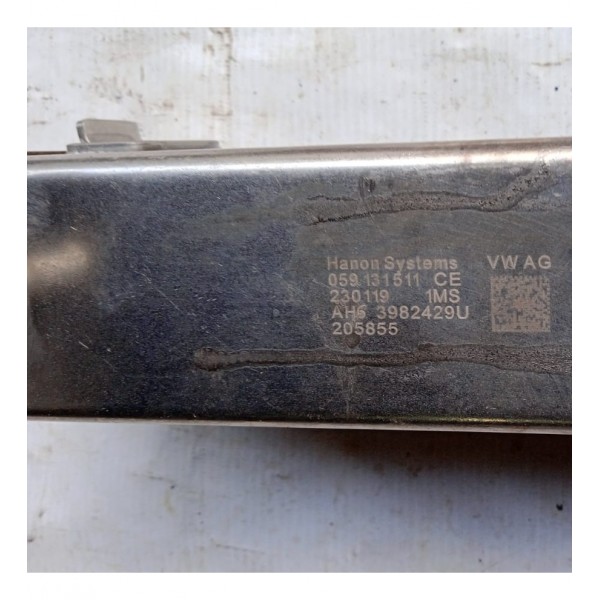 Hanon Systems VW AG
059 131 511 CE
230119 1MS
AH5 3982429U
205855